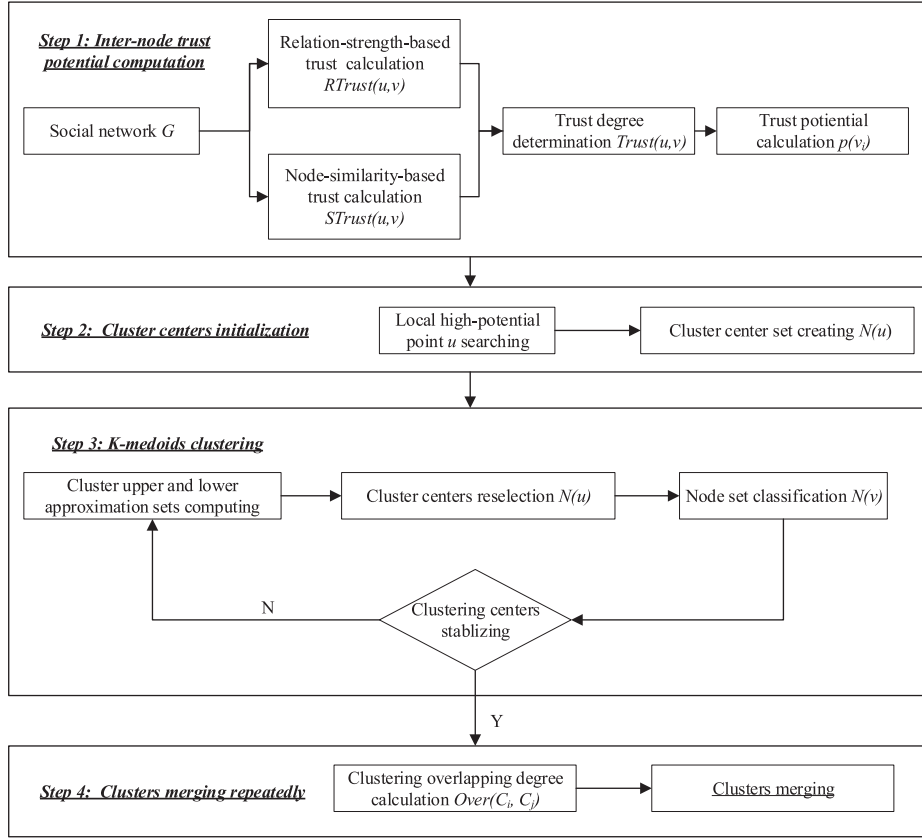 Step 1: Inter-node trust
potential computation
Relation-strength-based
trust calculation
RTrust(u,v)
Social network G
Node-similarity-based
trust calculation
STrust(u,v)
Trust degree
determination Trust(u,v)
Trust potiential
calculation p(vi)
Step 2: Cluster centers initialization
Local high-potential
point u searching
Cluster center set creating N(u)
Step 3: K-medoids clustering
Cluster upper and lower
approximation sets computing
Cluster centers reselection N(u)
Node set classification N(v)
Clustering centers
stablizing
N
Y
Step 4: Clusters merging repeatedly
Clustering overlapping degree
calculation Over(Ci, Cj)
Clusters merging